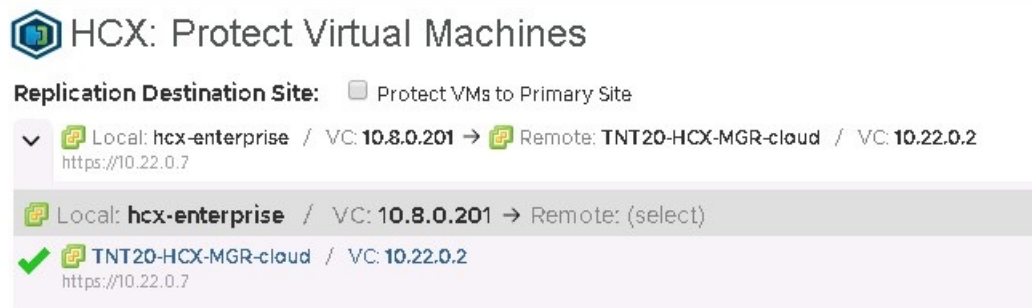 HCX: Protect Virtual Machines
Replication Destination Site: Protect VMs to Primary Site
Local: hcx-enterprise / VC: 10.8.0.201 → Remote: TNT20-HCX-MGR-cloud / VC: 10.22.0.2
https://10.22.0.7
Local: hcx-enterprise / VC: 10.8.0.201 → Remote: (select)
TNT20-HCX-MGR-cloud / VC: 10.22.0.2
https://10.22.0.7